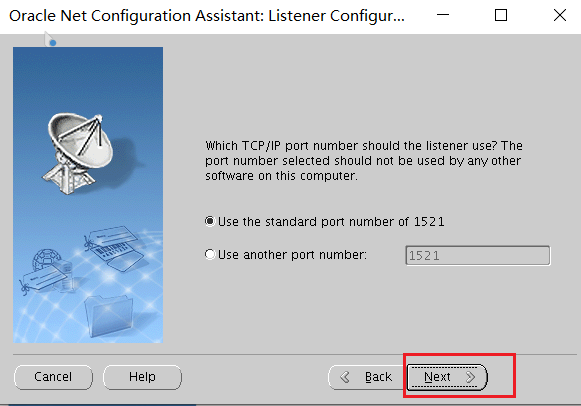 Oracle Net Configuration Assistant: Listener Configur...
Which TCP/IP port number should the listener use? The
port number selected should not be used by any other
software on this computer.
Use the standard port number of 1521
Use another port number:
1521
Cancel
Help
Back
Next